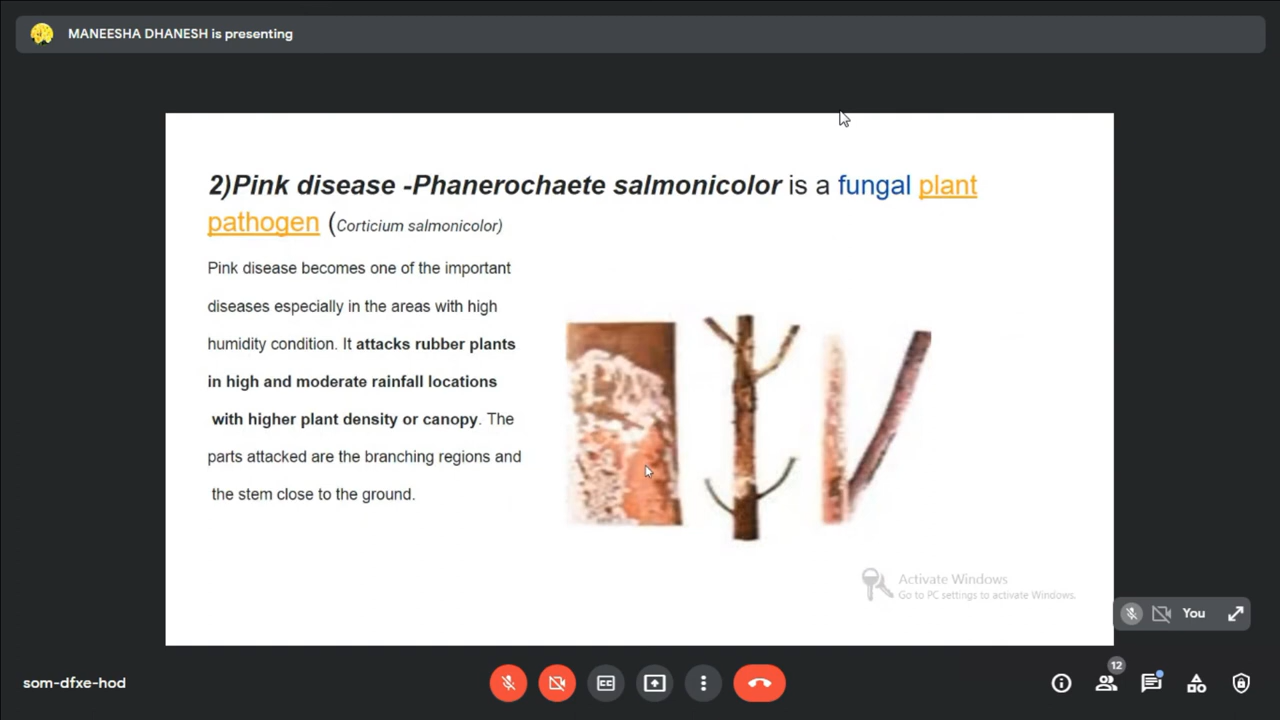 MANEESHA DHANESH is presenting
2)Pink disease -Phanerochaete salmonicolor is a fungal plant
pathogen (Corticium salmonicolor)
Pink disease becomes one of the important
diseases especially in the areas with high
humidity condition. It attacks rubber plants
in high and moderate rainfall locations
with higher plant density or canopy. The
parts attacked are the branching regions and
the stem close to the ground.
Activate Windows
Go to PC settings to activate Windows.
You
som-dfxe-hod
CC
12